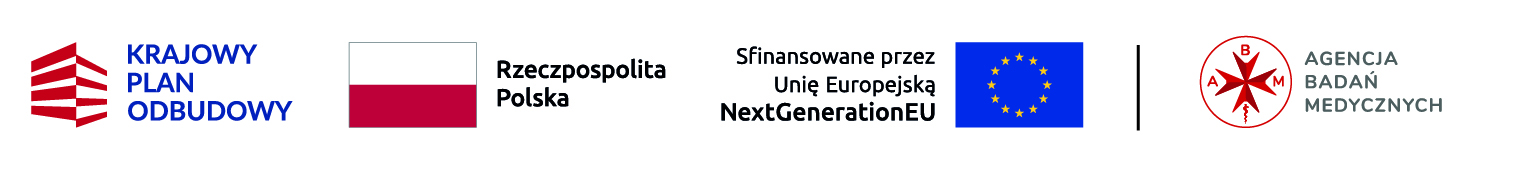 KRAJOWY
PLAN
ODBUDOWY
Rzeczpospolita
Polska
Sfinansowane przez
Unię Europejską
NextGenerationEU
B
A M
AGENCJA
BADAŃ
MEDYCZNYCH